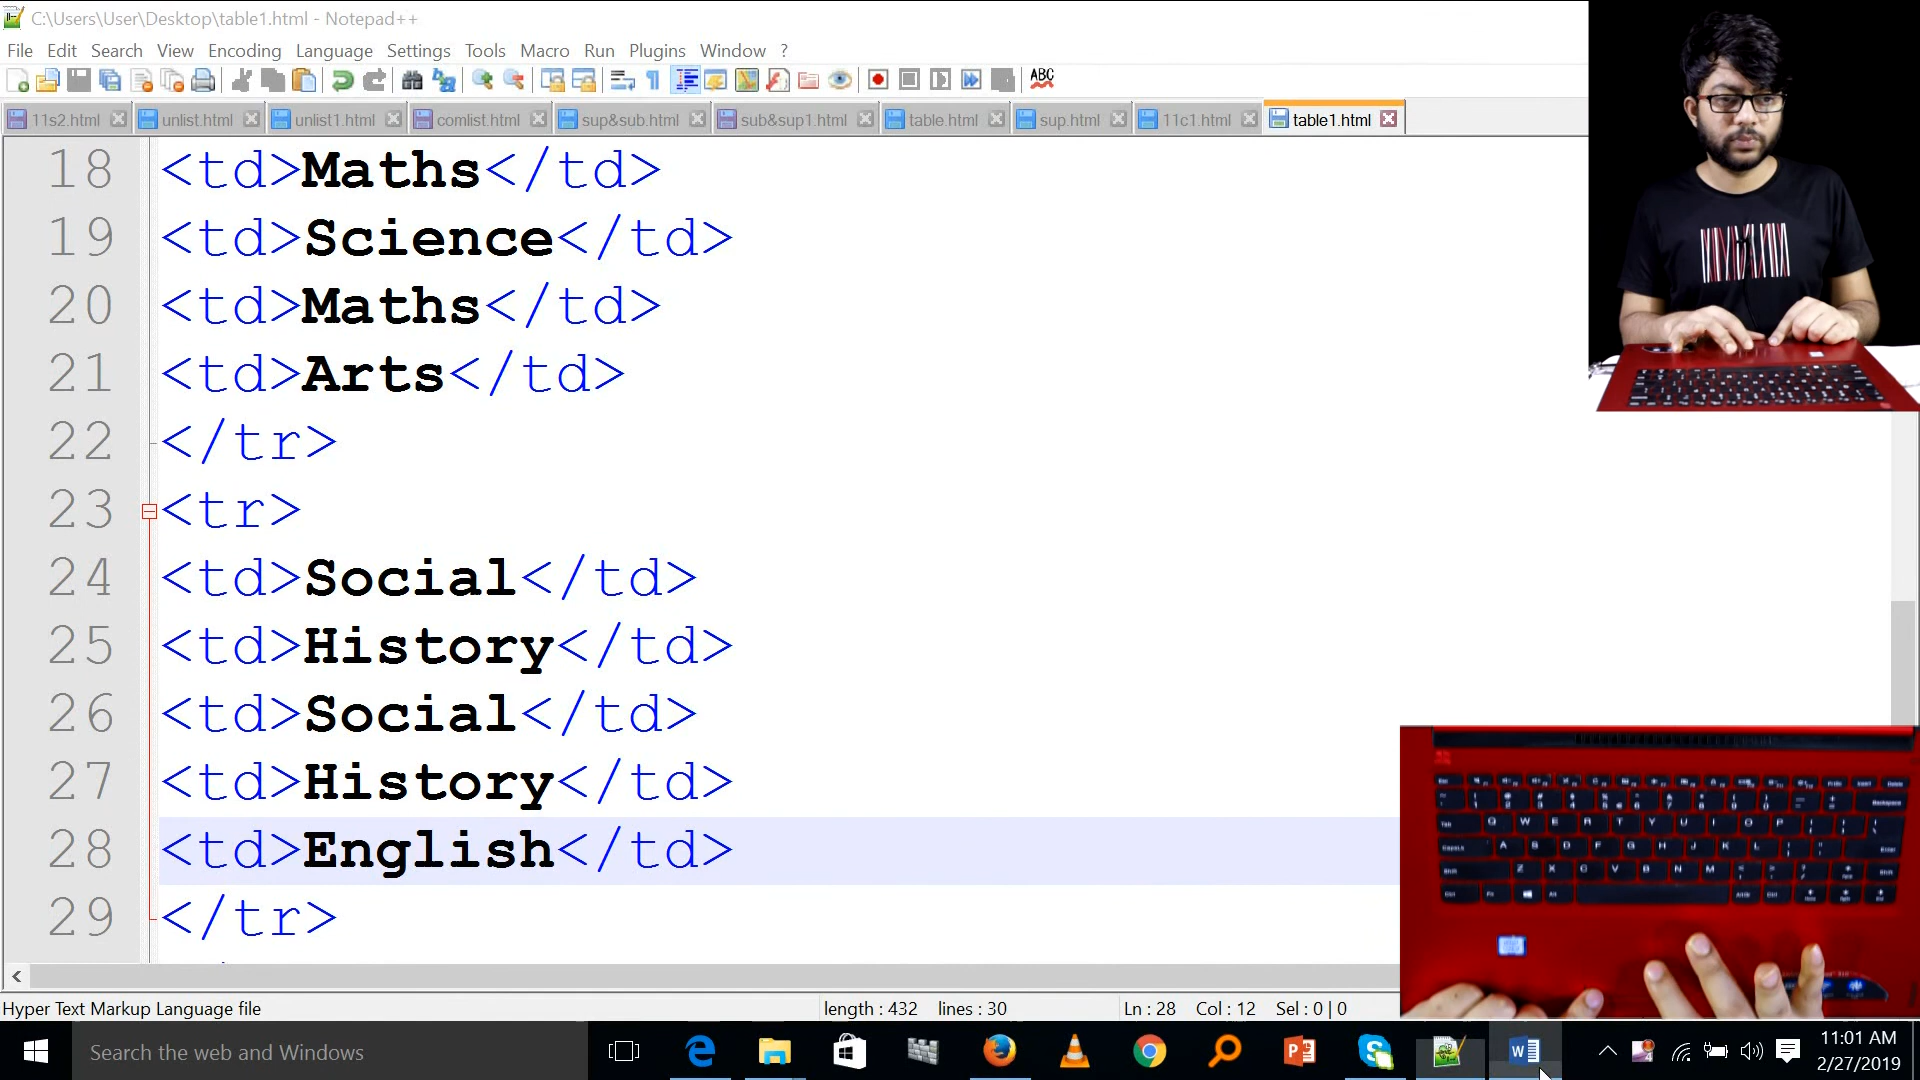 C:\Users\User\Desktop\table1.html - Notepad++
File Edit Search View Encoding Language Settings Tools Macro Run Plugins Window ?
ABC
11s2.html unlist.html unlist1.html comlist.html sup&sub.html sub&sup1.html table.html sup.html 11c1.html table1.html
18 <td>Maths</td>
19 <td>Science</td>
20 <td>Maths</td>
21 <td>Arts</td>
22 </tr>
23 <tr>
24 <td>Social</td>
25 <td>History</td>
26 <td>Social</td>
27 <td>History</td>
28 <td>English</td>
29 </tr>
Hyper Text Markup Language file length : 432 lines : 30 Ln : 28 Col : 12 Sel : 0 | 0
Search the web and Windows
11:01 AM
2/27/2019